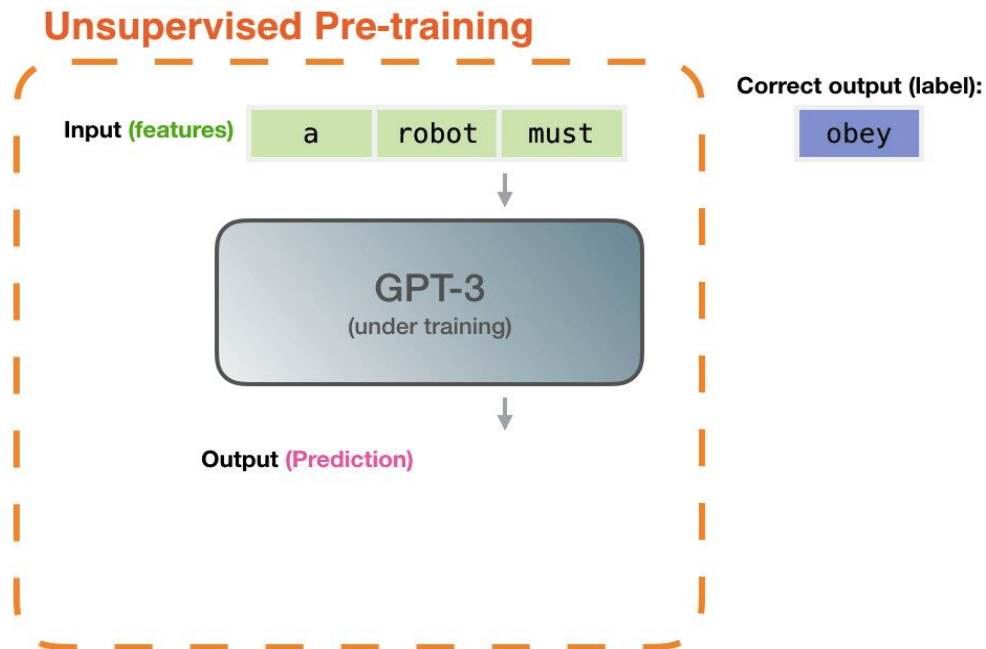 Unsupervised Pre-training
Correct output (label):
Input (features) a robot must
obey
GPT-3
(under training)
Output (Prediction)